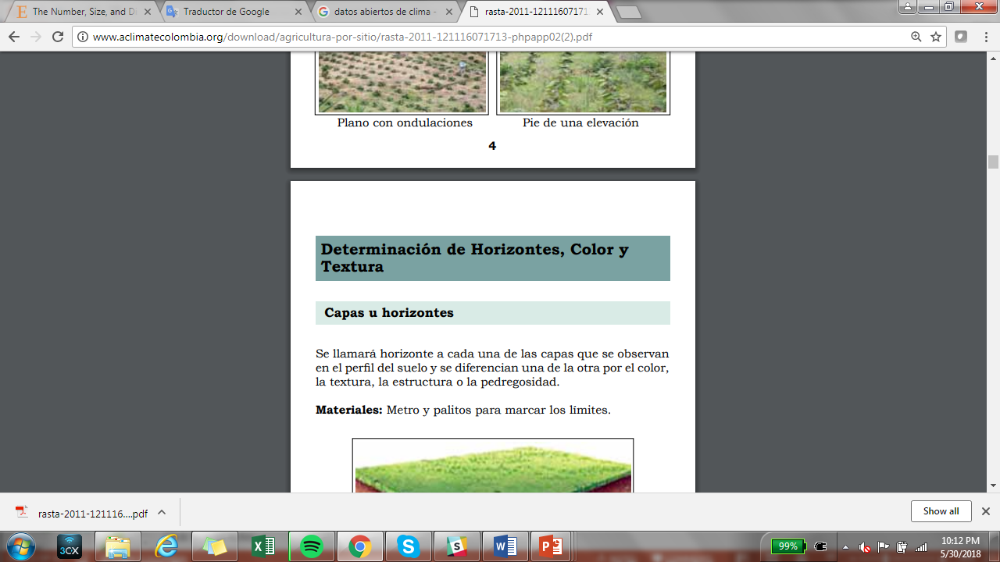 The Number, Size, and D
Traductor de Google
datos abiertos de clima -
rasta-2011-1211160717
www.aclimatecolombia.org/download/agricultura-por-sitio/rasta-2011-121116071713-phpapp02(2).pdf
Plano con ondulaciones
Pie de una elevación
4
Determinación de Horizontes, Color y
Textura
Capas u horizontes
Se llamará horizonte a cada una de las capas que se observan
en el perfil del suelo y se diferencian una de la otra por el color,
la textura, la estructura o la pedregosidad.
Materiales: Metro y palitos para marcar los límites.
rasta-2011-121116....pdf
Show all
3CX
99%
10:12 PM
5/30/2018